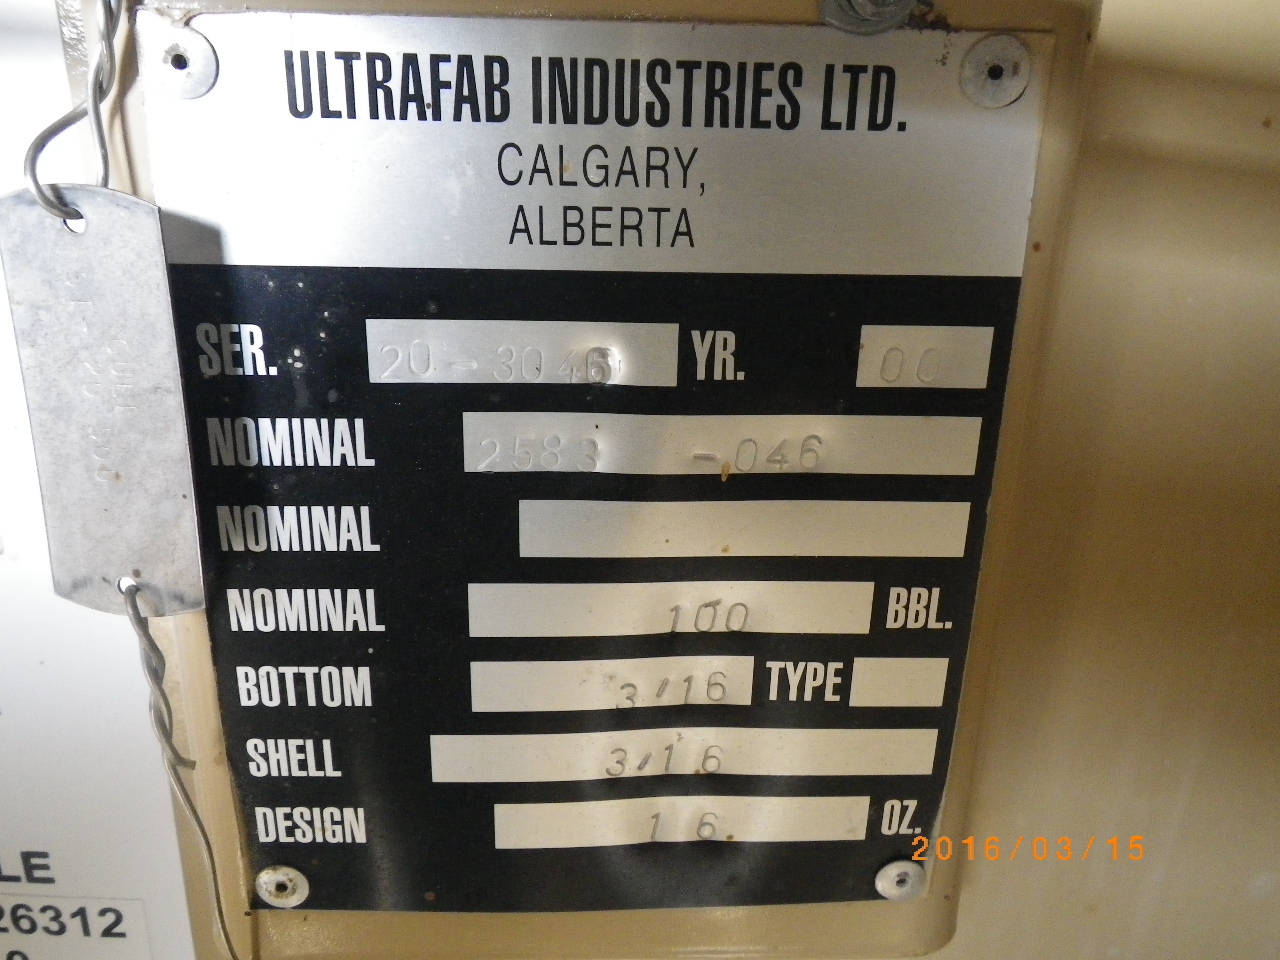 ULTRAFAB INDUSTRIES LTD.
CALGARY,
ALBERTA
SER. 20-3046 YR. 00
NOMINAL 2583 -046
NOMINAL
NOMINAL 100 BBL.
BOTTOM 3/16 TYPE
SHELL 3/16
DESIGN 16 OZ.
2016/03/15
LE
26312